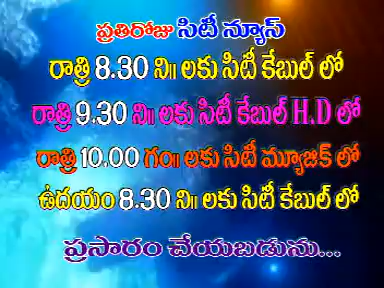 ప్రతిరోజు సిటీ న్యూస్
రాత్రి 8.30 ని॥ లకు సిటీ కేబుల్ లో
రాత్రి 9.30 ని॥ లకు సిటీ కేబుల్ H.D లో
రాత్రి 10.00 గం॥ లకు సిటీ మ్యూజిక్ లో
ఉదయం 8.30 ని॥ లకు సిటీ కేబుల్ లో
ప్రసారం చేయబడును...